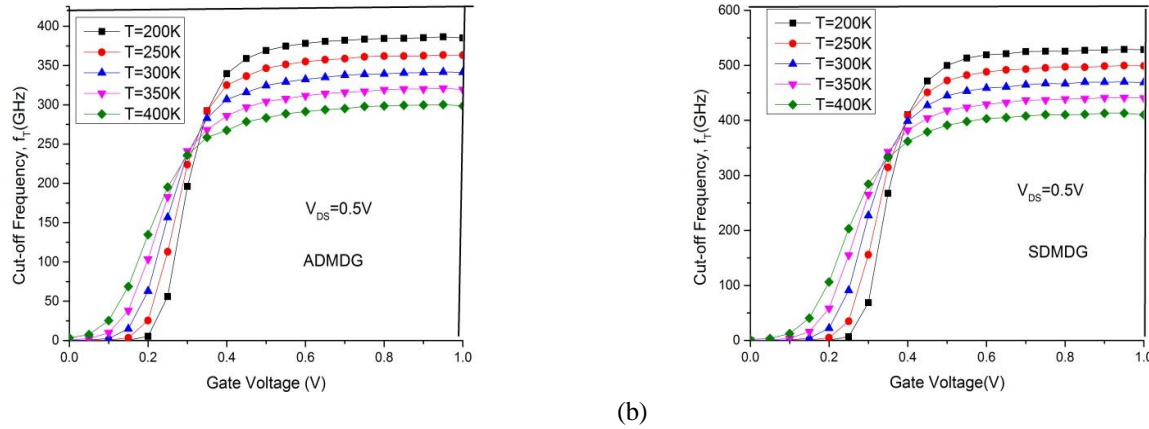 T=200K
T=250K
T=300K
T=350K
T=400K
Cut-off Frequency, fT(GHz)
400
350
300
250
200
150
100
50
0
VDS=0.5V
ADMDG
0.0 0.2 0.4 0.6 0.8 1.0
Gate Voltage (V)
T=200K
T=250K
T=300K
T=350K
T=400K
Cut-off Frequency, fT(GHz)
600
500
400
300
200
100
0
VDS=0.5V
SDMDG
0.0 0.2 0.4 0.6 0.8 1.0
Gate Voltage(V)
(b)